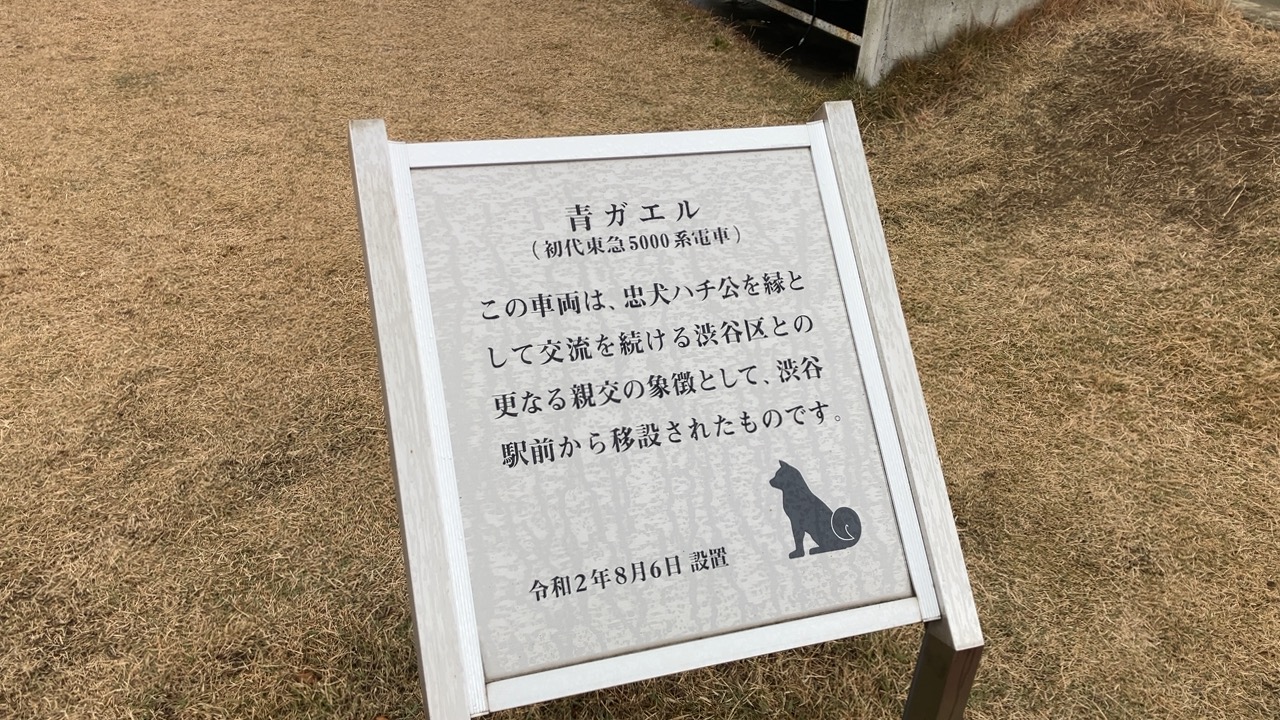 青ガエル
（初代東急5000系電車）
この車両は、忠犬ハチ公を縁と
して交流を続ける渋谷区との
更なる親交の象徴として、渋谷
駅前から移設されたものです。
令和2年8月6日 設置